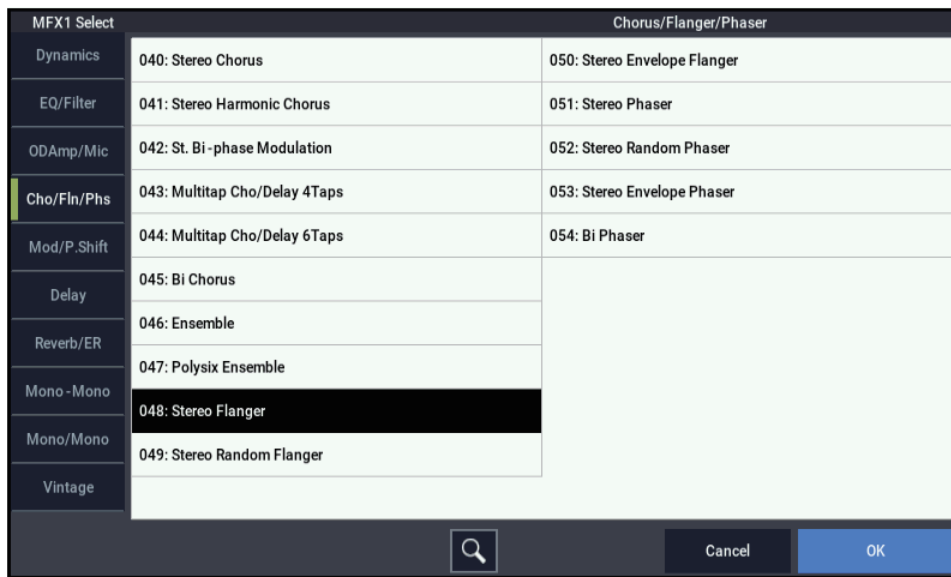 MFX1 Select
Chorus/Flanger/Phaser
Dynamics
EQ/Filter
ODAmp/Mic
Cho/Fln/Phs
Mod/P.Shift
Delay
Reverb/ER
Mono-Mono
Mono/Mono
Vintage
040: Stereo Chorus
041: Stereo Harmonic Chorus
042: St. Bi-phase Modulation
043: Multitap Cho/Delay 4Taps
044: Multitap Cho/Delay 6Taps
045: Bi Chorus
046: Ensemble
047: Polysix Ensemble
048: Stereo Flanger
049: Stereo Random Flanger
050: Stereo Envelope Flanger
051: Stereo Phaser
052: Stereo Random Phaser
053: Stereo Envelope Phaser
054: Bi Phaser
Cancel
OK